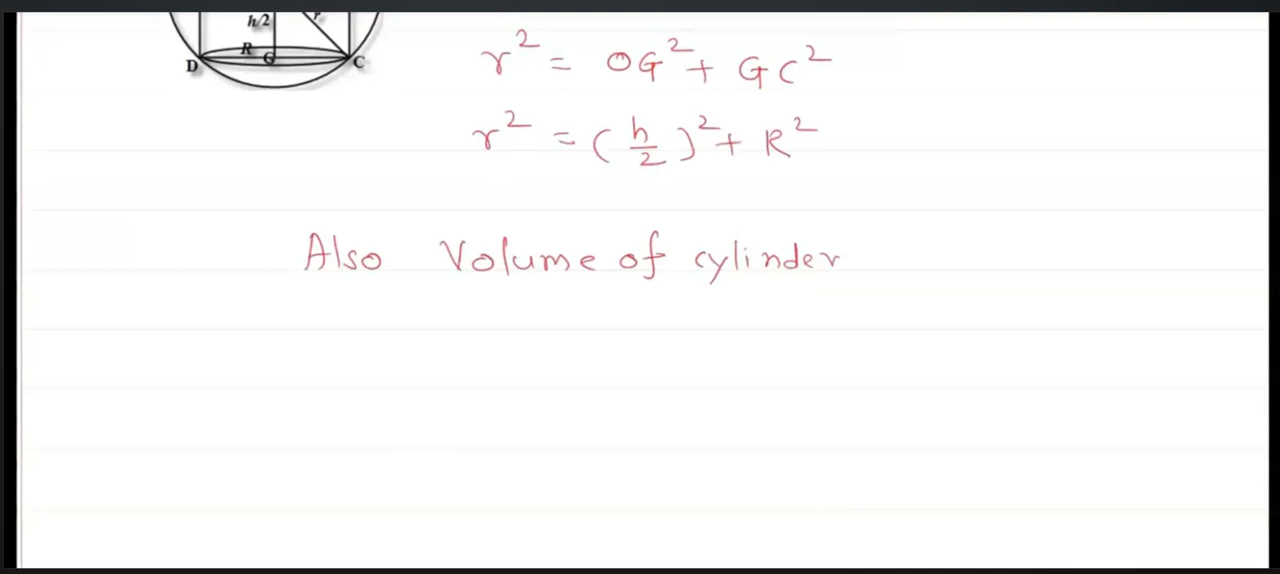 h/2
R
G
D
C
r² = OG² + GC²
r² = (h/2)² + R²
Also Volume of cylinder